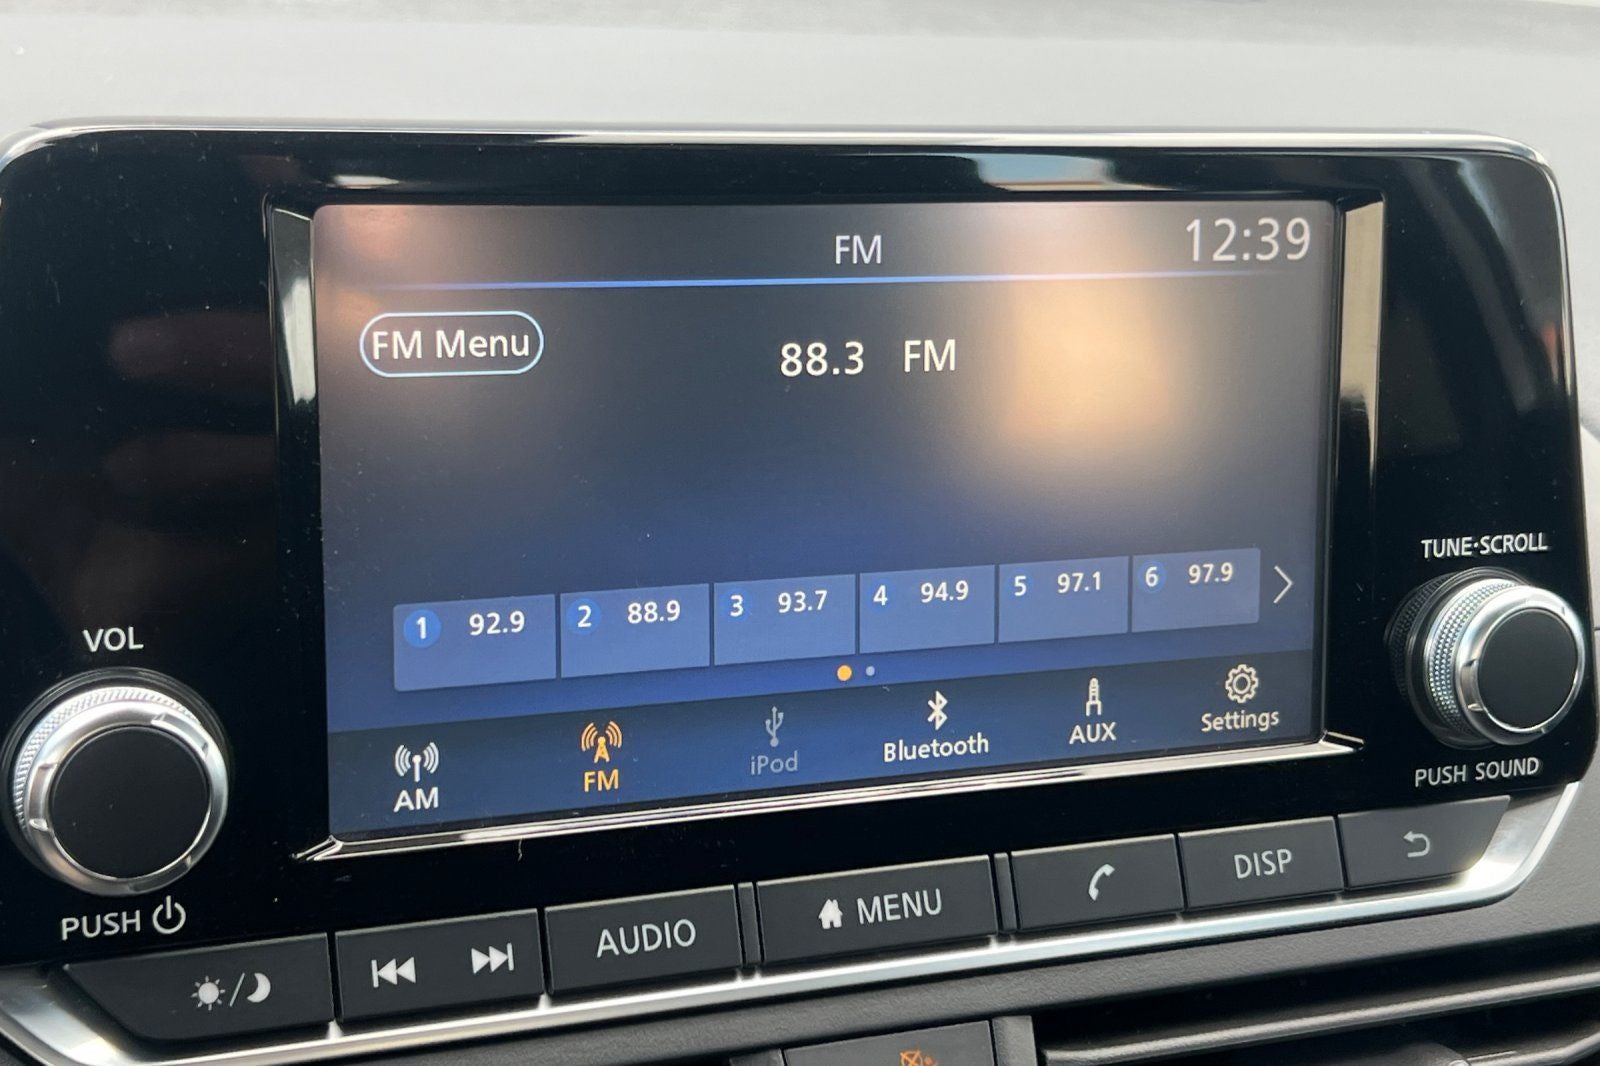 FM
12:39
FM Menu
88.3 FM
1 92.9
2 88.9
3 93.7
4 94.9
5 97.1
6 97.9
AM
FM
iPod
Bluetooth
AUX
Settings
VOL
PUSH
TUNE·SCROLL
PUSH SOUND
AUDIO
MENU
DISP